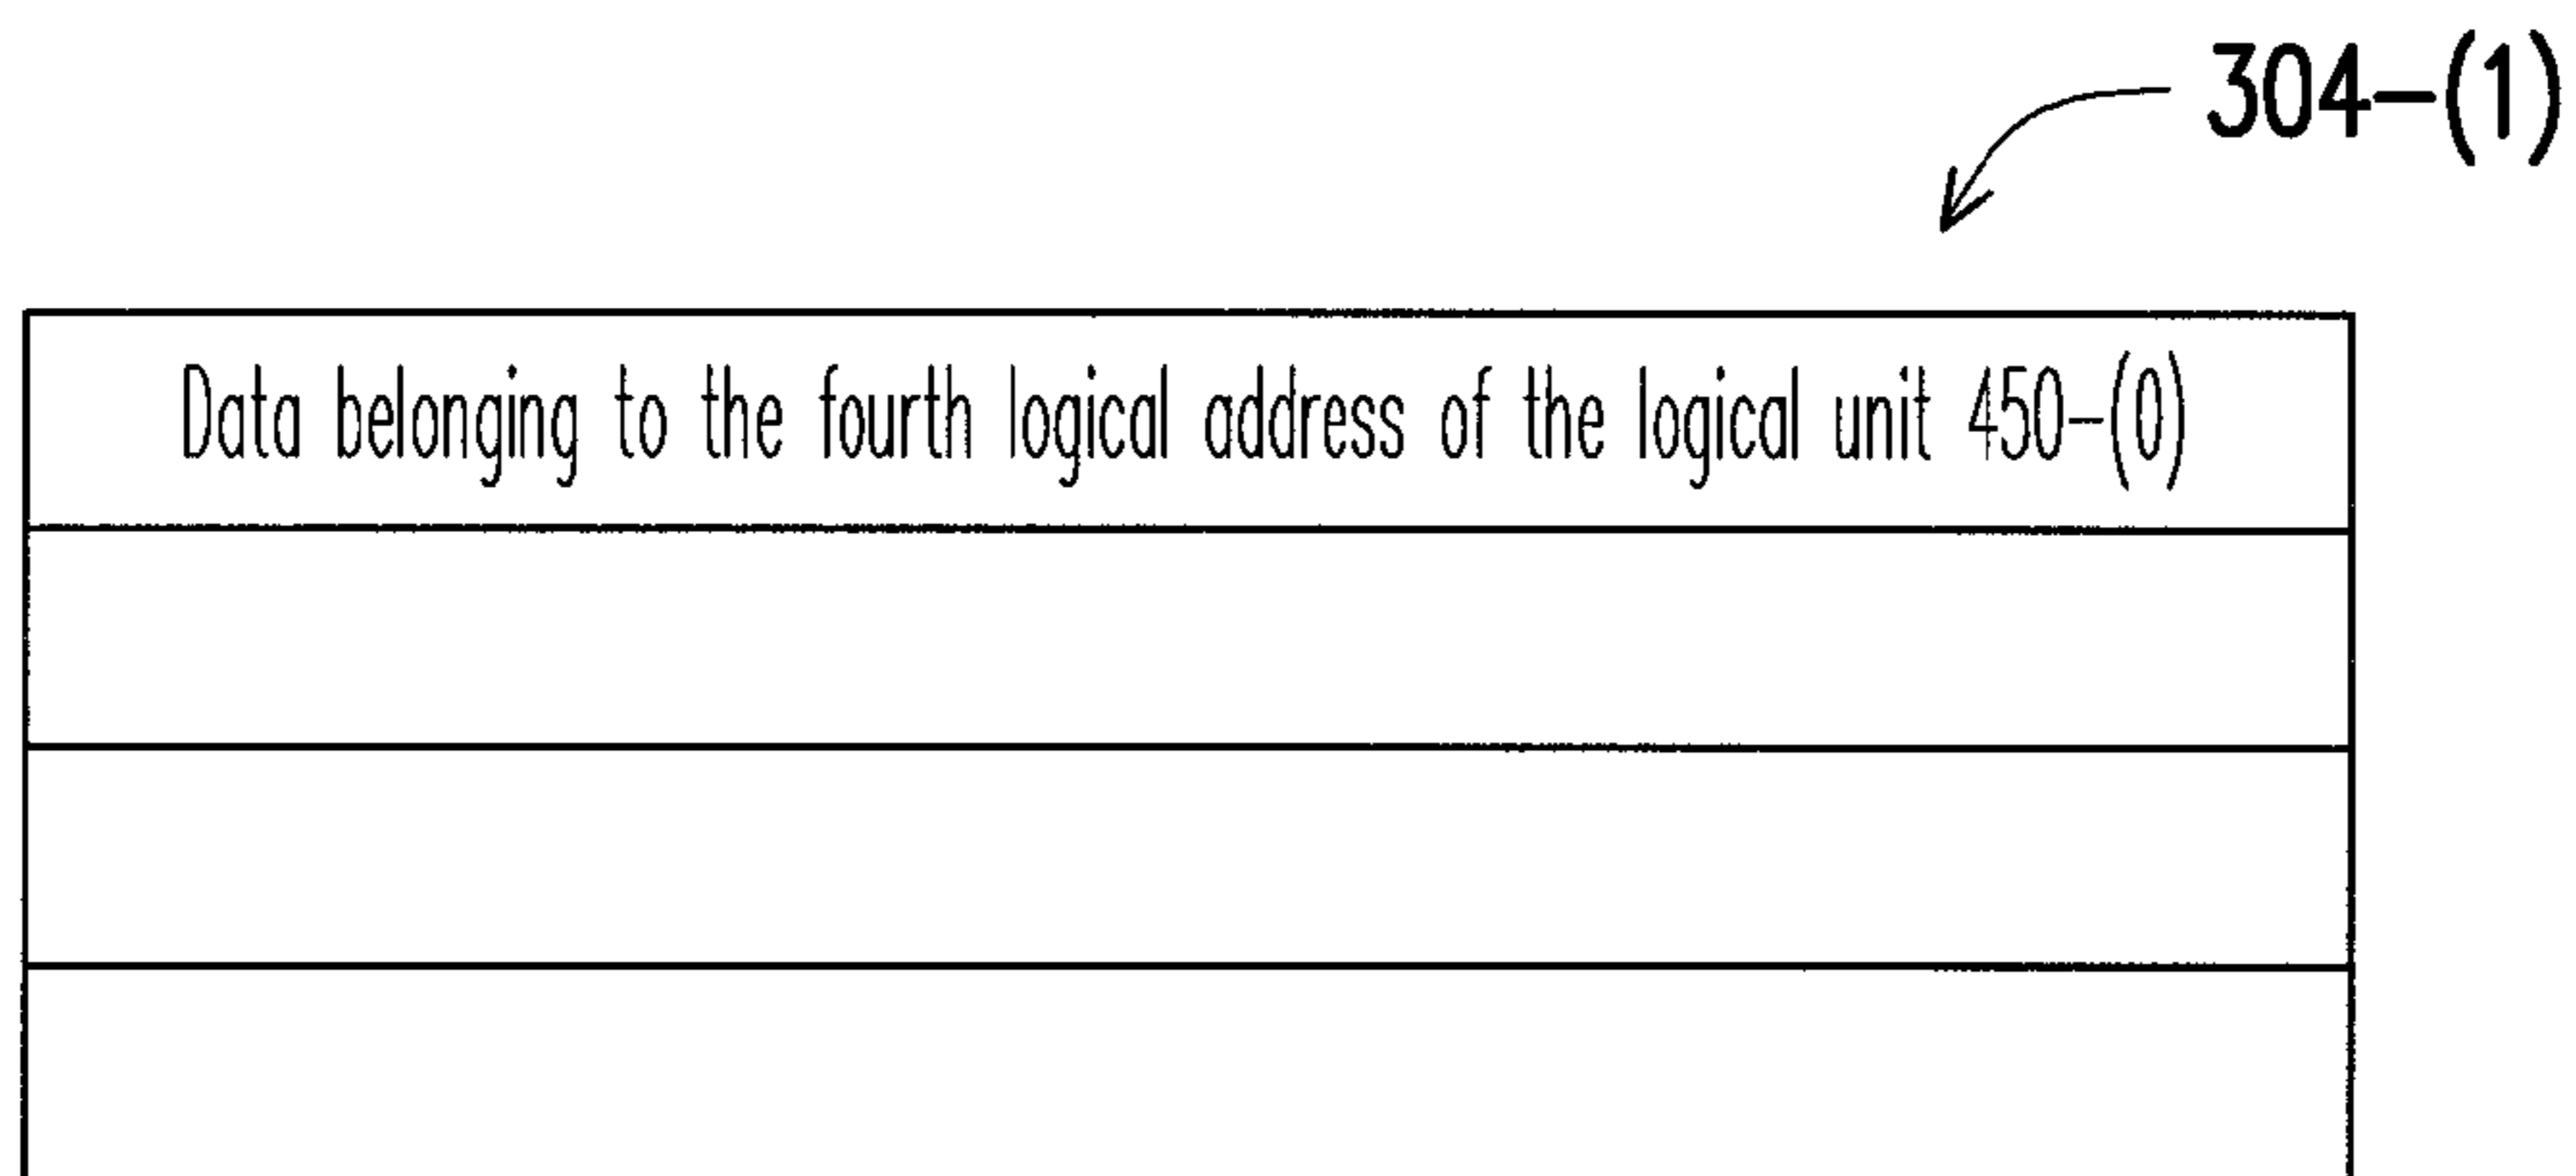 304-(1)
Data belonging to the fourth logical address of the logical unit 450-(0)